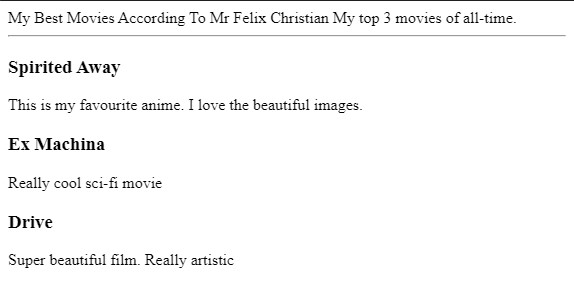 My Best Movies According To Mr Felix Christian My top 3 movies of all-time.
Spirited Away
This is my favourite anime. I love the beautiful images.
Ex Machina
Really cool sci-fi movie
Drive
Super beautiful film. Really artistic